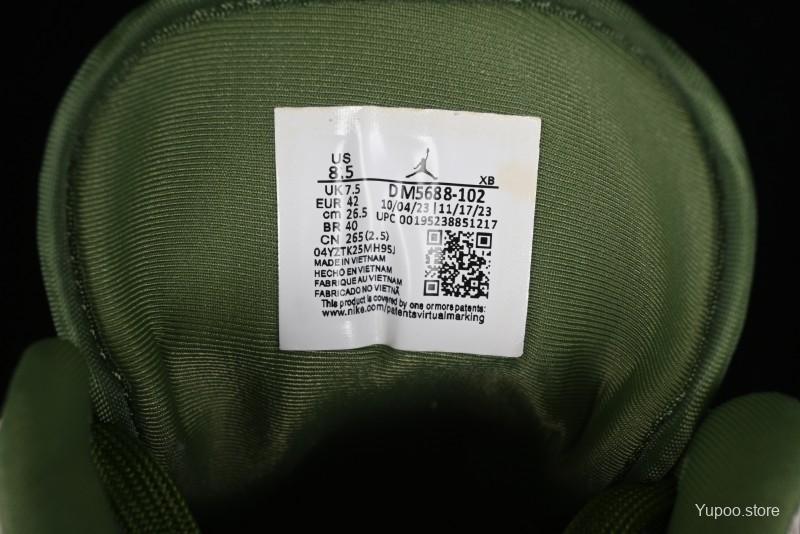 US
8.5
XB
UK 7.5
EUR 42
cm 26.5
BR 40
CN 265(2.5)
DM5688-102
10/04/23 | 11/17/23
UPC 00195238851217
04YZTK25MH9SJ
MADE IN VIETNAM
HECHO EN VIETNAM
FABRIQUE AU VIETNAM
FABRICADO NO VIETNÃ
This product is covered by one or more patents:
www.nike.com/patentsvirtualmarking
Yupoo.store